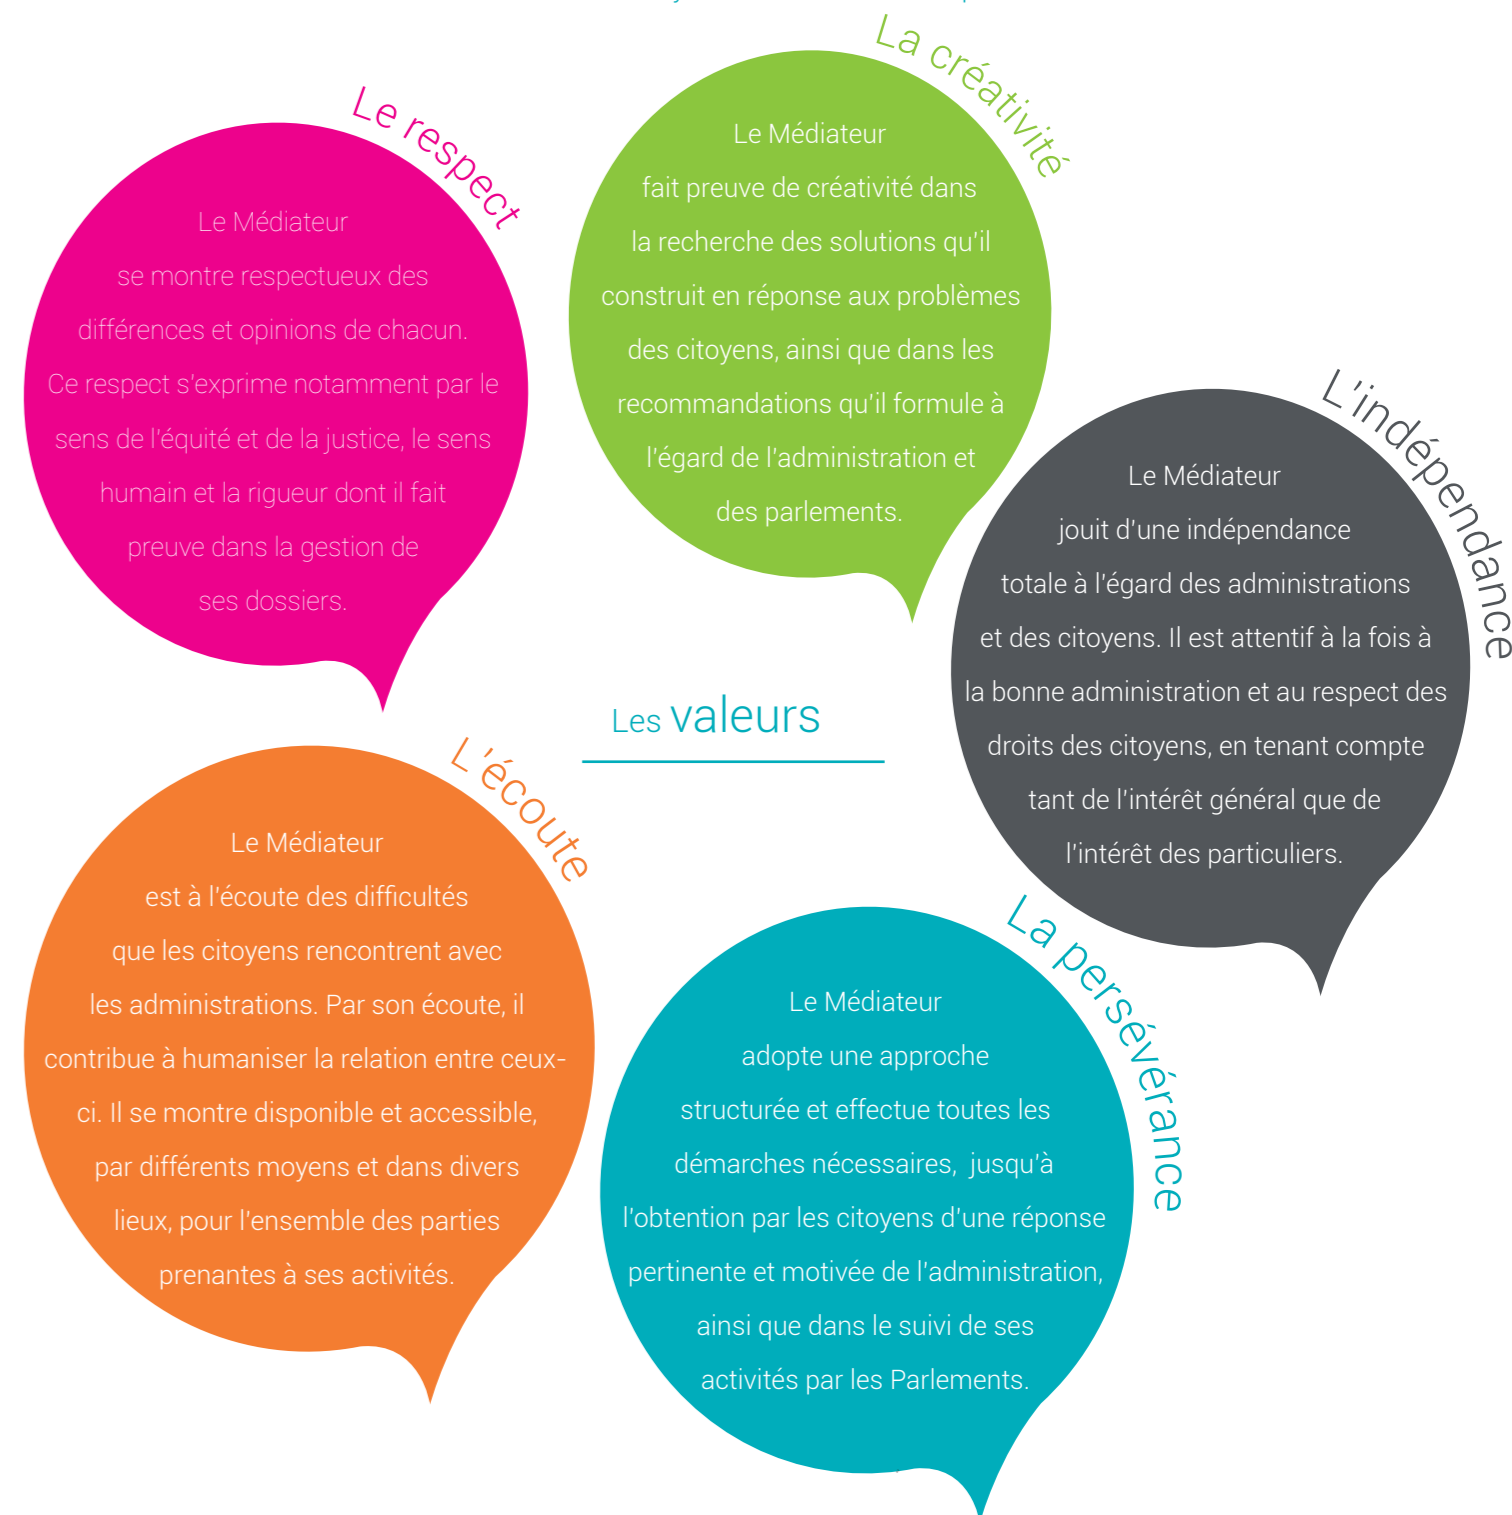 La créativité
Le Médiateur
fait preuve de créativité dans
la recherche des solutions qu'il
construit en réponse aux problèmes
des citoyens, ainsi que dans les
recommandations qu'il formule à
l'égard de l'administration et
des parlements.
Le respect
Le Médiateur
se montre respectueux des
différences et opinions de chacun.
Ce respect s'exprime notamment par le
sens de l'équité et de la justice, le sens
humain et la rigueur dont il fait
preuve dans la gestion de
ses dossiers.
L'indépendance
Le Médiateur
jouit d'une indépendance
totale à l'égard des administrations
et des citoyens. Il est attentif à la fois à
la bonne administration et au respect des
droits des citoyens, en tenant compte
tant de l'intérêt général que de
l'intérêt des particuliers.
Les valeurs
L'écoute
Le Médiateur
est à l'écoute des difficultés
que les citoyens rencontrent avec
les administrations. Par son écoute, il
contribue à humaniser la relation entre ceux-
ci. Il se montre disponible et accessible,
par différents moyens et dans divers
lieux, pour l'ensemble des parties
prenantes à ses activités.
La persévérance
Le Médiateur
adopte une approche
structurée et effectue toutes les
démarches nécessaires, jusqu'à
l'obtention par les citoyens d'une réponse
pertinente et motivée de l'administration,
ainsi que dans le suivi de ses
activités par les Parlements.